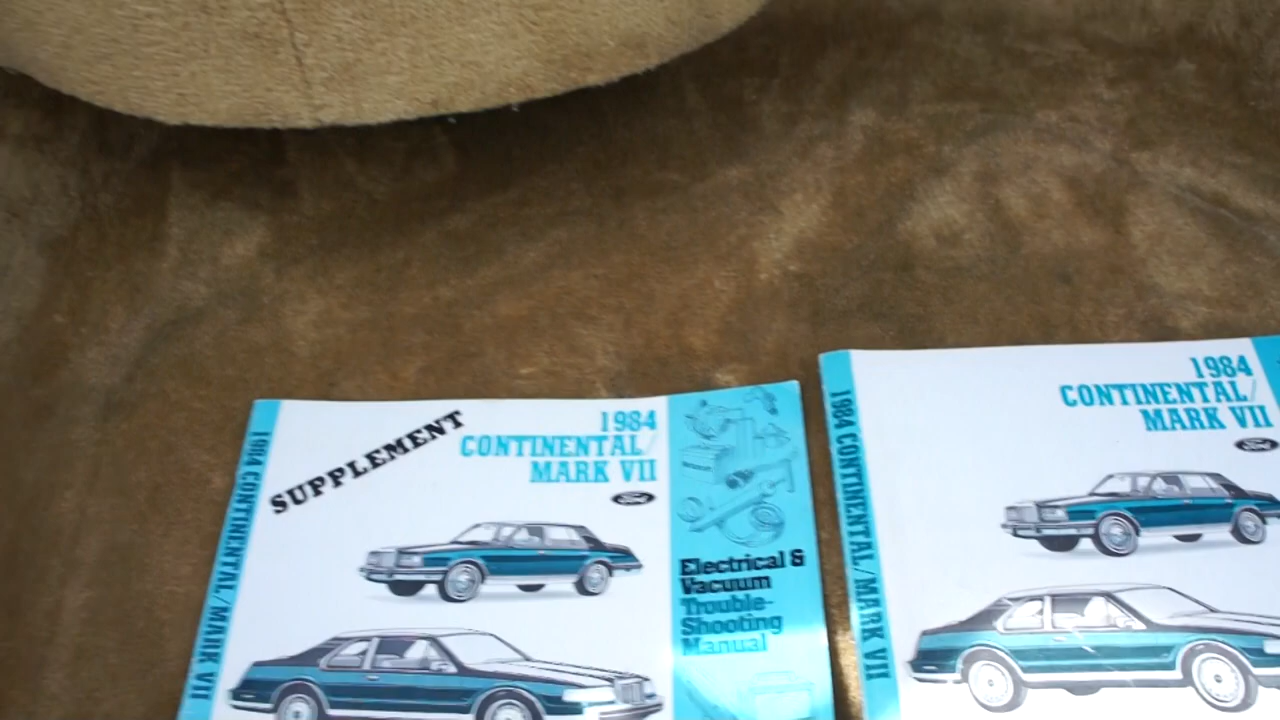 1984 CONTINENTAL/MARK VII
SUPPLEMENT
1984
CONTINENTAL/
MARK VII
Ford
Electrical &
Vacuum
Trouble-
Shooting
Manual
1984 CONTINENTAL/MARK VII
1984
CONTINENTAL/
MARK VII
Ford